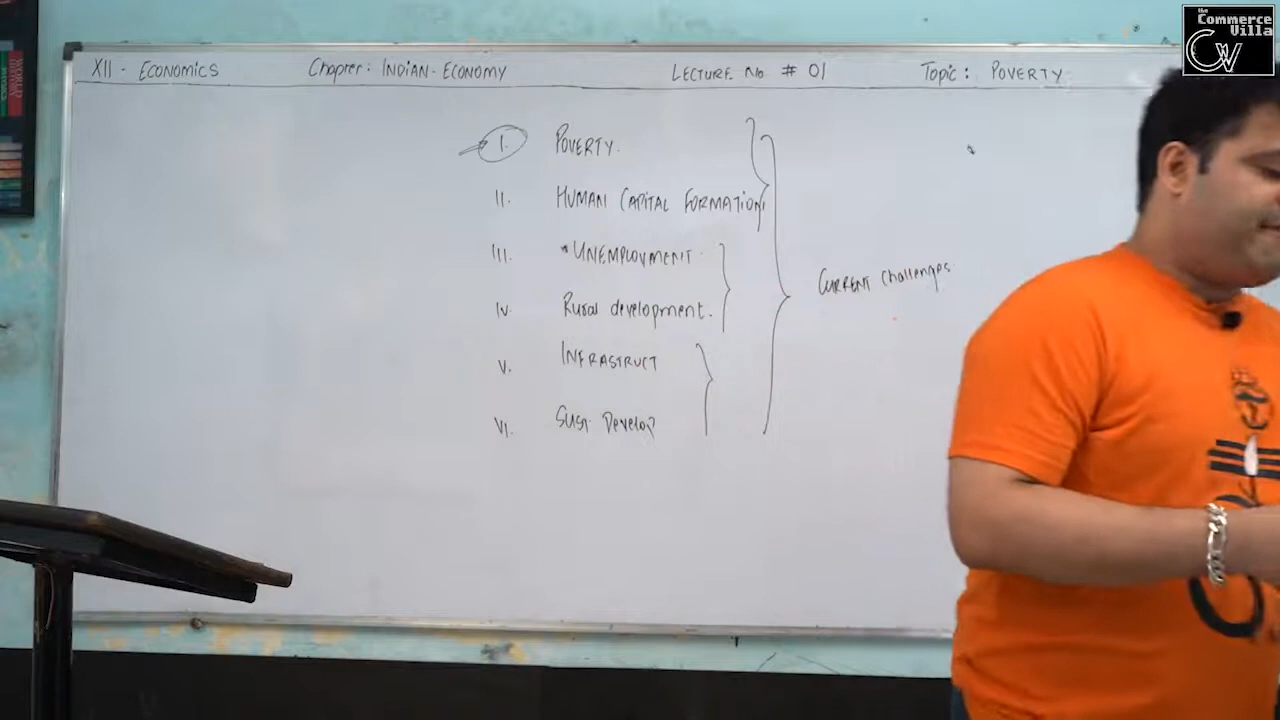 the Commerce Villa
CV
XII - ECONOMICS Chapter: INDIAN-ECONOMY LECTURE No. # 01 Topic: POVERTY
I. POVERTY.
II. HUMAN CAPITAL FORMATION
III. *UNEMPLOYMENT.
IV. Rural development.
V. INFRASTRUCT
VI. Sust Develop
CURRENT challenges